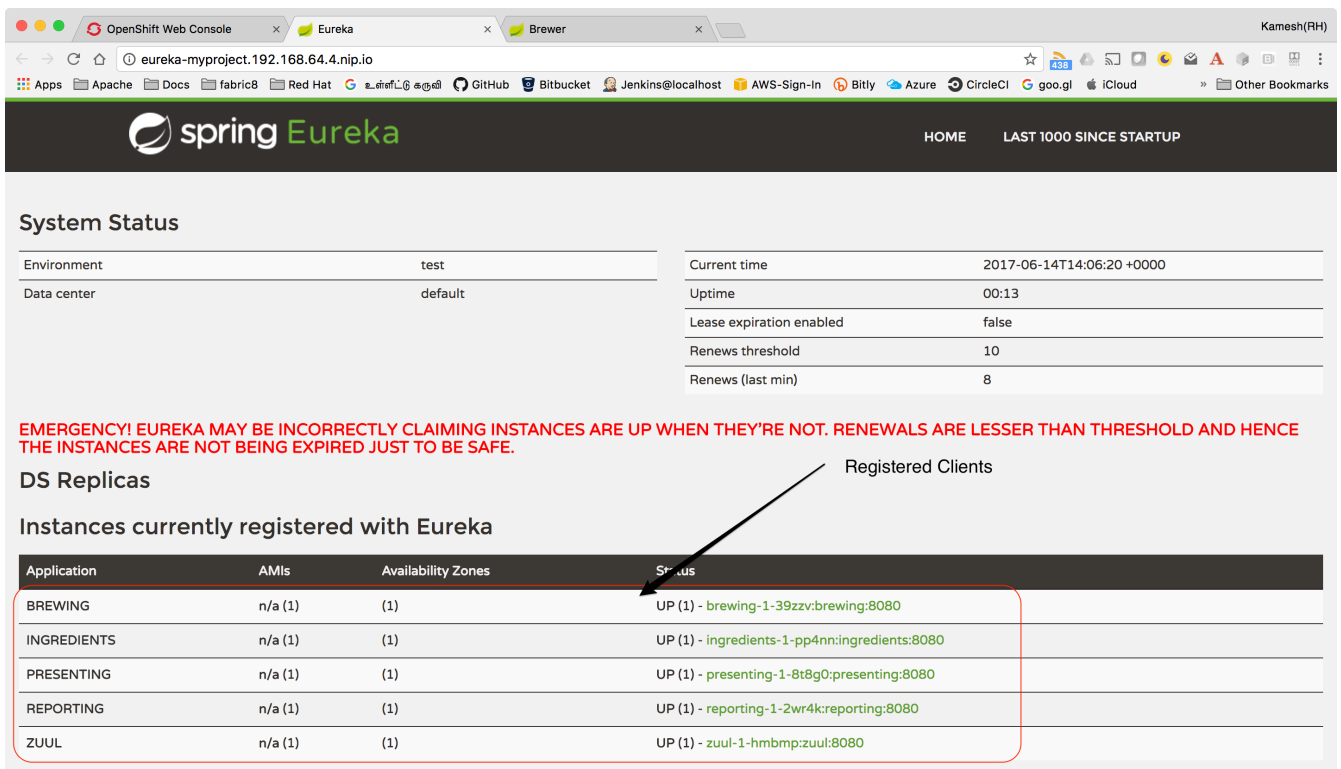 OpenShift Web Console
Eureka
Brewer
Kamesh(RH)
eureka-myproject.192.168.64.4.nip.io
438
Apps Apache Docs fabric8 Red Hat உள்ளீட்டு கருவி GitHub Bitbucket Jenkins@localhost AWS-Sign-In Bitly Azure CircleCI goo.gl iCloud » Other Bookmarks
spring Eureka
HOME LAST 1000 SINCE STARTUP
System Status
Environment test
Data center default
Current time 2017-06-14T14:06:20 +0000
Uptime 00:13
Lease expiration enabled false
Renews threshold 10
Renews (last min) 8
EMERGENCY! EUREKA MAY BE INCORRECTLY CLAIMING INSTANCES ARE UP WHEN THEY'RE NOT. RENEWALS ARE LESSER THAN THRESHOLD AND HENCE
THE INSTANCES ARE NOT BEING EXPIRED JUST TO BE SAFE.
Registered Clients
DS Replicas
Instances currently registered with Eureka
Application AMIs Availability Zones Status
BREWING n/a (1) (1) UP (1) - brewing-1-39zzv:brewing:8080
INGREDIENTS n/a (1) (1) UP (1) - ingredients-1-pp4nn:ingredients:8080
PRESENTING n/a (1) (1) UP (1) - presenting-1-8t8g0:presenting:8080
REPORTING n/a (1) (1) UP (1) - reporting-1-2wr4k:reporting:8080
ZUUL n/a (1) (1) UP (1) - zuul-1-hmbmp:zuul:8080